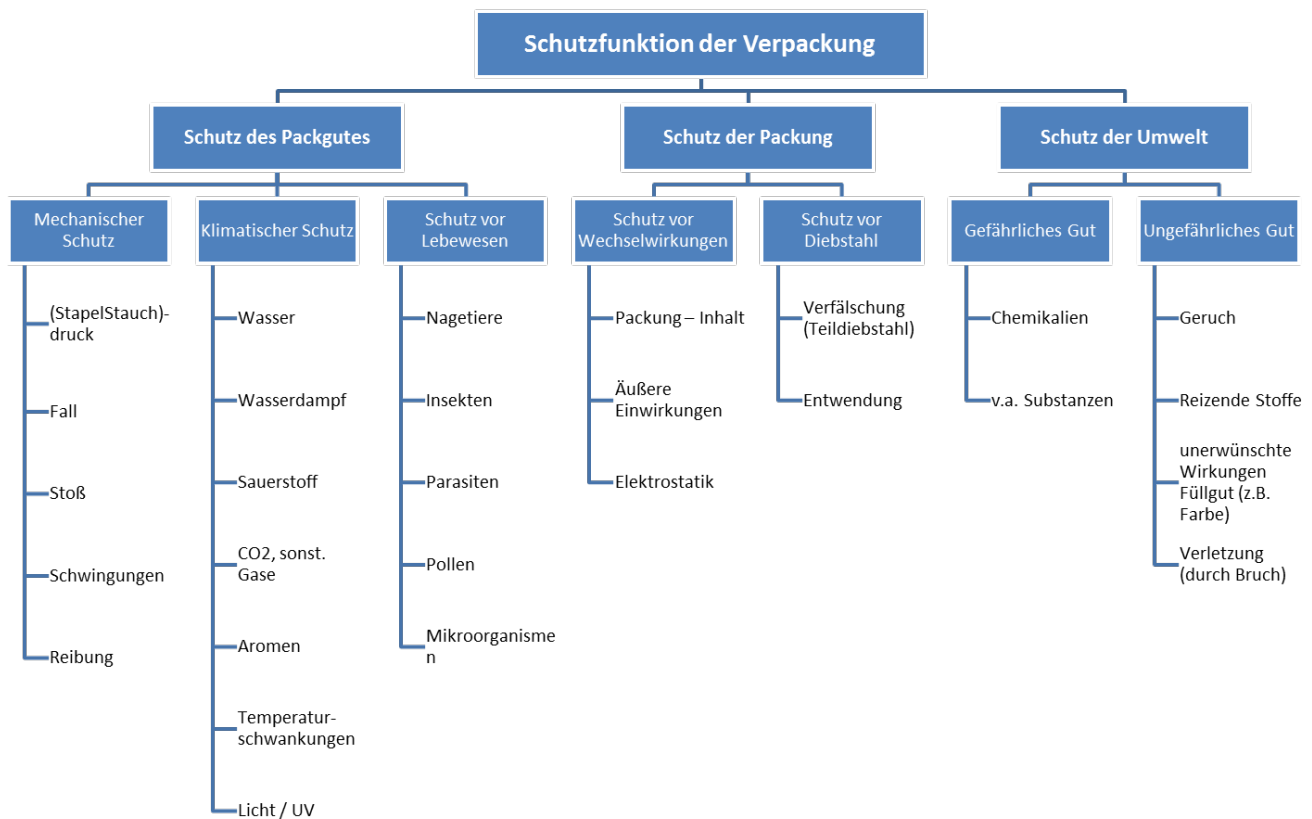 Schutzfunktion der Verpackung
Schutz des Packgutes
Schutz der Packung
Schutz der Umwelt
Mechanischer
Schutz
Klimatischer Schutz
Schutz vor
Lebewesen
Schutz vor
Wechselwirkungen
Schutz vor
Diebstahl
Gefährliches Gut
Ungefährliches Gut
(StapelStauch)-
druck
Fall
Stoß
Schwingungen
Reibung
Wasser
Wasserdampf
Sauerstoff
CO2, sonst.
Gase
Aromen
Temperatur-
schwankungen
Licht / UV
Nagetiere
Insekten
Parasiten
Pollen
Mikroorganisme
n
Packung – Inhalt
Äußere
Einwirkungen
Elektrostatik
Verfälschung
(Teildiebstahl)
Entwendung
Chemikalien
v.a. Substanzen
Geruch
Reizende Stoffe
unerwünschte
Wirkungen
Füllgut (z.B.
Farbe)
Verletzung
(durch Bruch)